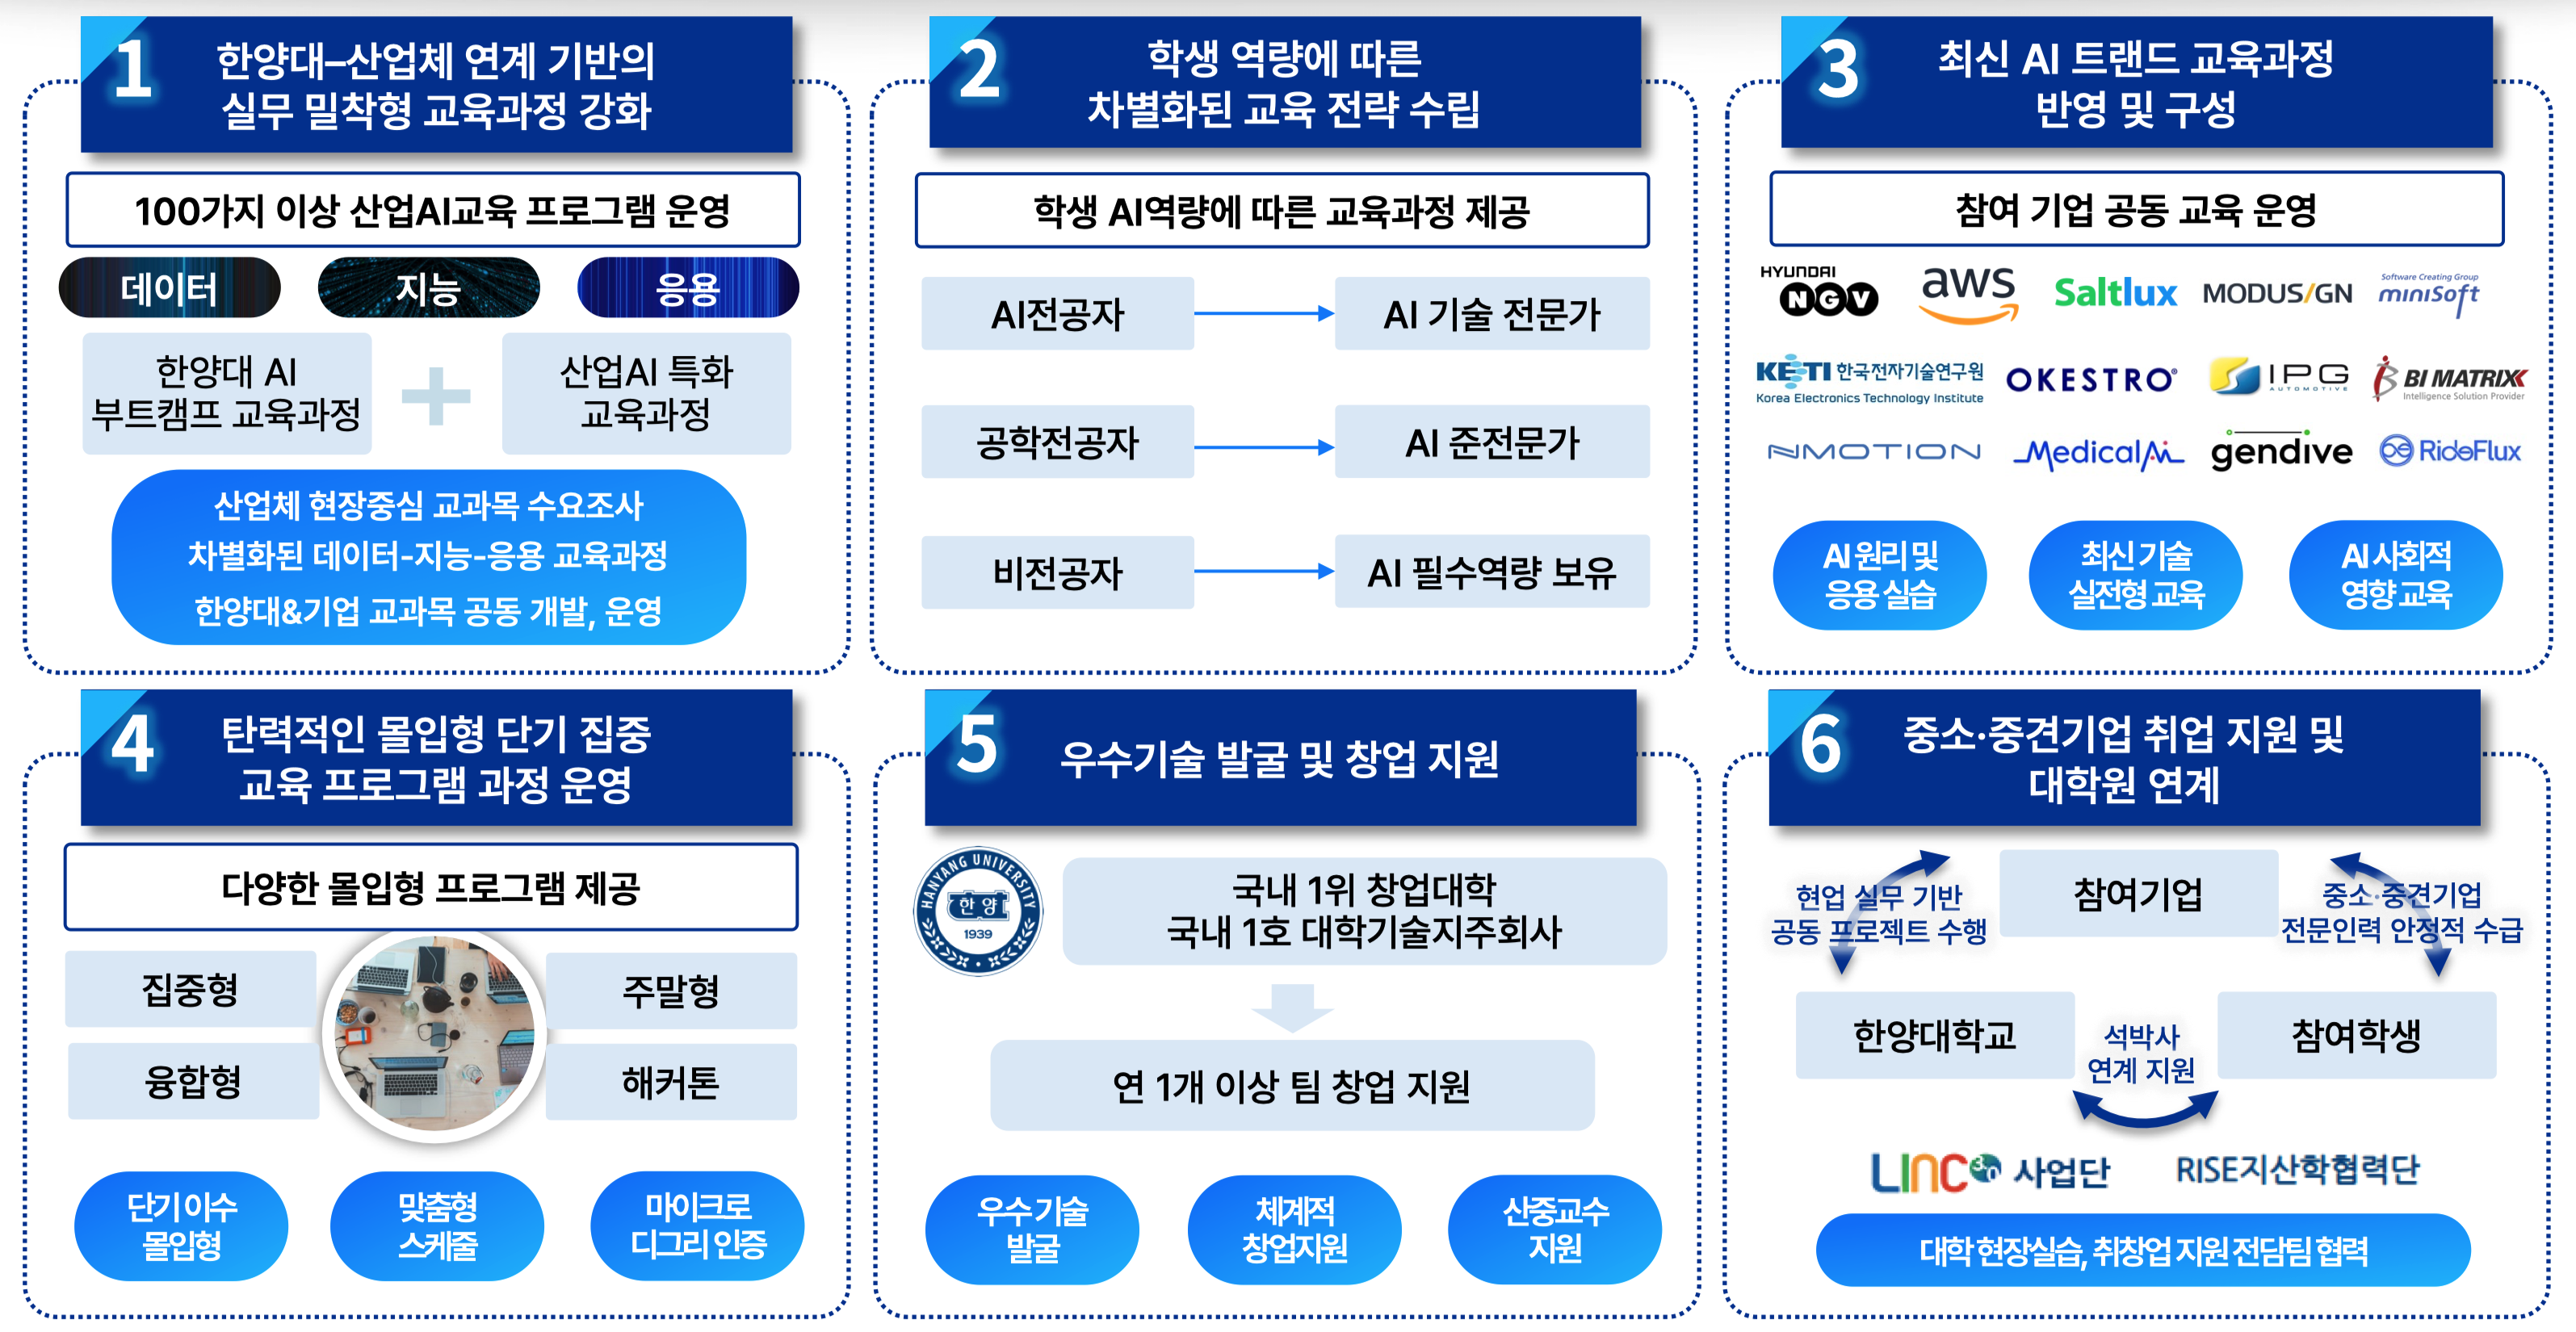 1
한양대–산업체 연계 기반의
실무 밀착형 교육과정 강화
100가지 이상 산업AI교육 프로그램 운영
데이터
지능
응용
한양대 AI
부트캠프 교육과정
산업AI 특화
교육과정
산업체 현장중심 교과목 수요조사
차별화된 데이터-지능-응용 교육과정
한양대&기업 교과목 공동 개발, 운영
2
학생 역량에 따른
차별화된 교육 전략 수립
학생 AI역량에 따른 교육과정 제공
AI전공자
AI 기술 전문가
공학전공자
AI 준전문가
비전공자
AI 필수역량 보유
3
최신 AI 트랜드 교육과정
반영 및 구성
참여 기업 공동 교육 운영
HYUNDAI
NGV
aws
Saltlux
MODUS/GN
Software Creating Group
miniSoft
KETI 한국전자기술연구원
Korea Electronics Technology Institute
OKESTRO
IPG
AUTOMOTIVE
BI MATRIX
Intelligence Solution Provider
NMOTION
MedicalAi
gendive
RideFlux
AI 원리 및
응용 실습
최신 기술
실전형 교육
AI 사회적
영향 교육
4
탄력적인 몰입형 단기 집중
교육 프로그램 과정 운영
다양한 몰입형 프로그램 제공
집중형
주말형
융합형
해커톤
단기 이수
몰입형
맞춤형
스케줄
마이크로
디그리 인증
5
우수기술 발굴 및 창업 지원
HANYANG UNIVERSITY
한양
1939
국내 1위 창업대학
국내 1호 대학기술지주회사
연 1개 이상 팀 창업 지원
우수 기술
발굴
체계적
창업지원
산중교수
지원
6
중소·중견기업 취업 지원 및
대학원 연계
참여기업
현업 실무 기반
공동 프로젝트 수행
중소·중견기업
전문인력 안정적 수급
한양대학교
석박사
연계 지원
참여학생
LINC 3.0 사업단
RISE지산학협력단
대학 현장실습, 취창업 지원 전담팀 협력